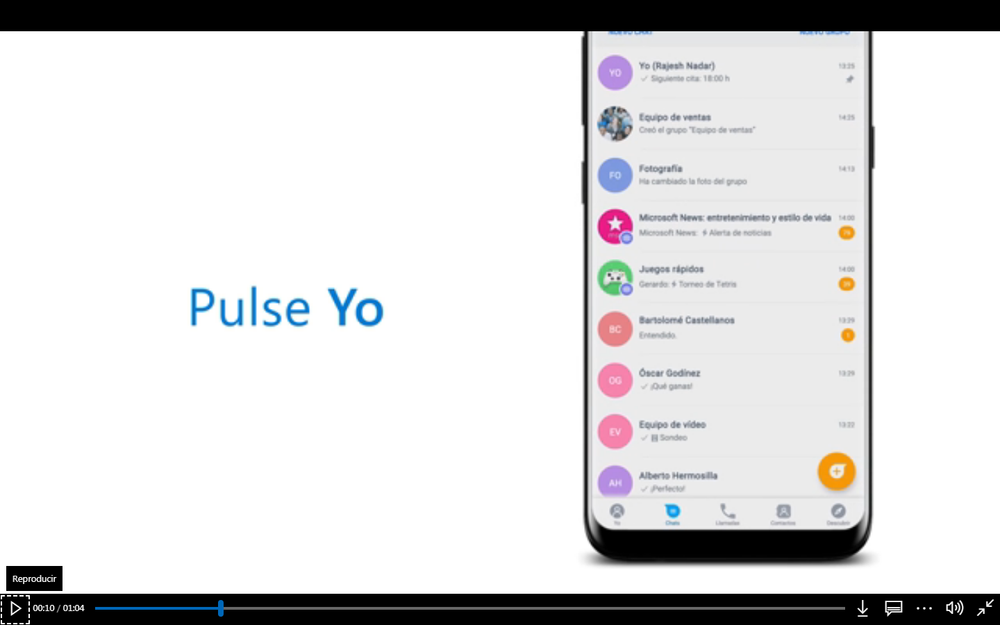 NUEVO CHAT
NUEVO GRUPO
YO
Yo (Rajesh Nadar)
13:25
✓ Siguiente cita: 18:00 h
Equipo de ventas
14:25
Creó el grupo "Equipo de ventas"
FO
Fotografía
14:13
Ha cambiado la foto del grupo
Microsoft News: entretenimiento y estilo de vida
14:00
Microsoft News: Alerta de noticias
Juegos rápidos
14:00
Gerardo: Torneo de Tetris
Pulse Yo
BC
Bartolomé Castellanos
13:29
Entendido.
1
OG
Óscar Godínez
13:29
✓ ¡Qué ganas!
EV
Equipo de vídeo
13:22
✓ Sondeo
AH
Alberto Hermosilla
✓ ¡Perfecto!
Yo
Chats
Llamadas
Contactos
Descubrir
Reproducir
00:10 / 01:04